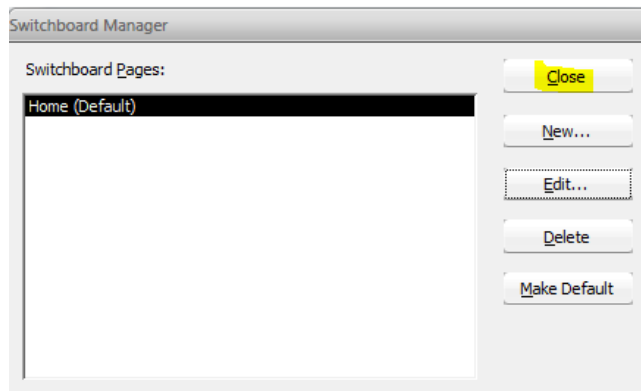 Switchboard Manager
Switchboard Pages:
Home (Default)
Close
New...
Edit...
Delete
Make Default